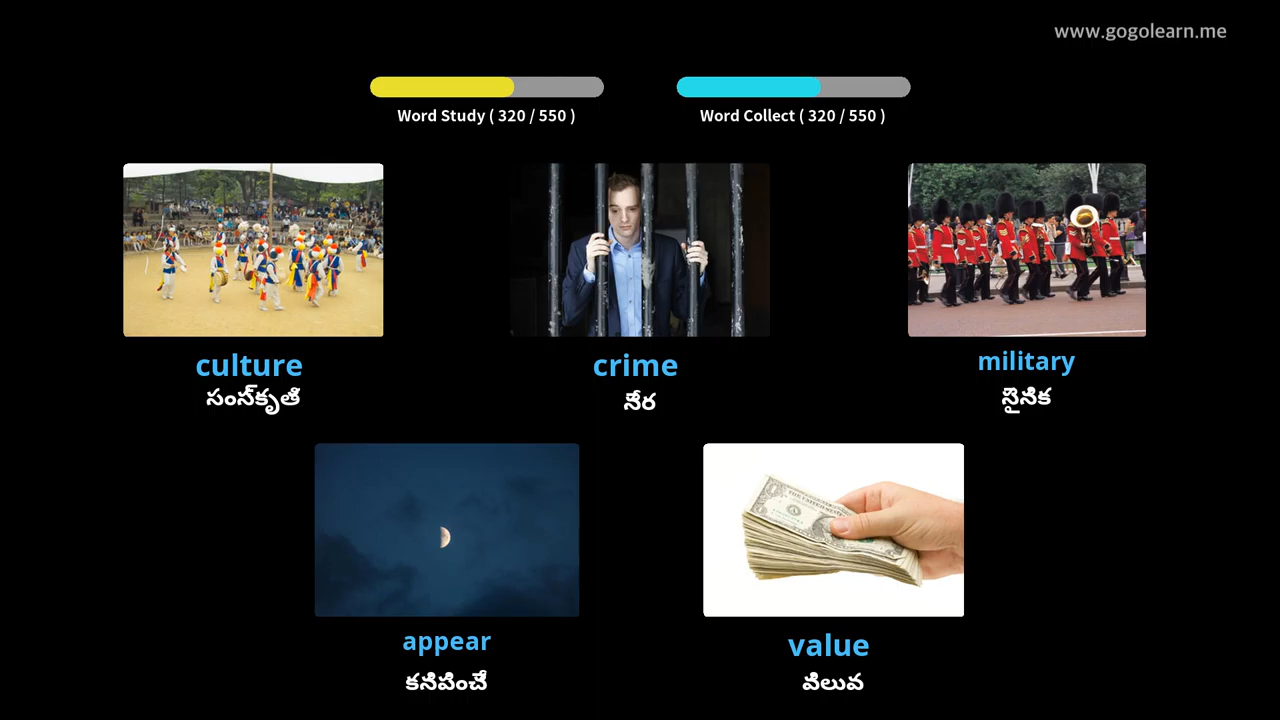 www.gogolearn.me
Word Study ( 320 / 550 )
Word Collect ( 320 / 550 )
culture
సంస్కృతి
crime
నేర
military
సైనిక
appear
కనిపించే
value
విలువ